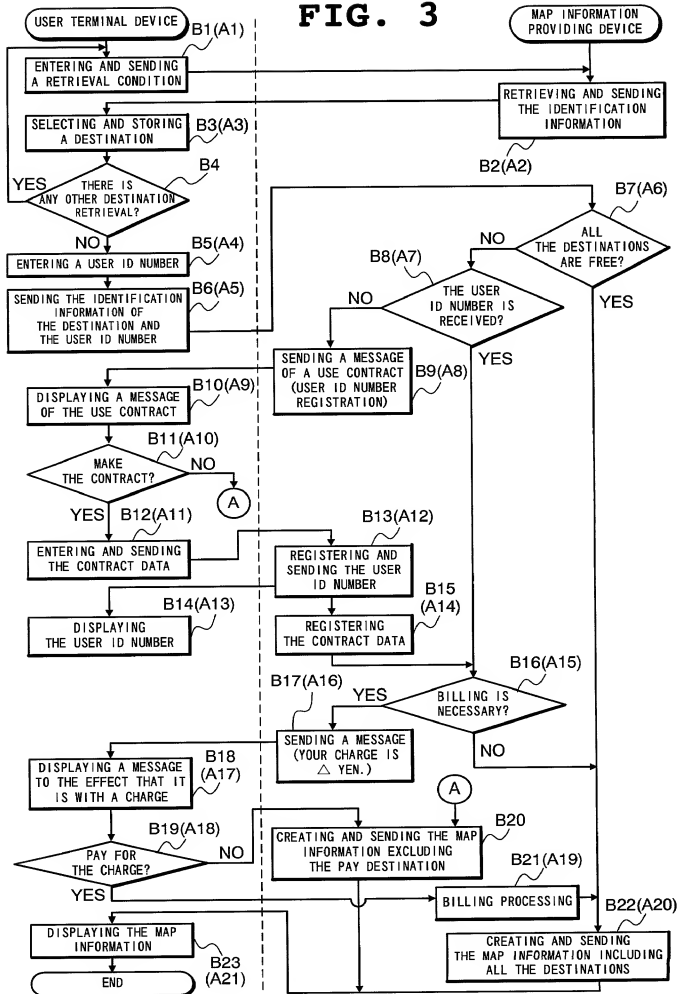 FIG. 3
USER TERMINAL DEVICE
MAP INFORMATION
PROVIDING DEVICE
B1(A1)
ENTERING AND SENDING
A RETRIEVAL CONDITION
RETRIEVING AND SENDING
THE IDENTIFICATION
INFORMATION
B2(A2)
SELECTING AND STORING
A DESTINATION
B3(A3)
B4
YES
THERE IS
ANY OTHER DESTINATION
RETRIEVAL?
NO
B5(A4)
ENTERING A USER ID NUMBER
B6(A5)
SENDING THE IDENTIFICATION
INFORMATION OF
THE DESTINATION AND
THE USER ID NUMBER
B7(A6)
ALL
THE DESTINATIONS
ARE FREE?
NO
YES
B8(A7)
THE USER
ID NUMBER IS
RECEIVED?
NO
YES
SENDING A MESSAGE
OF A USE CONTRACT
(USER ID NUMBER
REGISTRATION)
B9(A8)
B10(A9)
DISPLAYING A MESSAGE
OF THE USE CONTRACT
B11(A10)
MAKE
THE CONTRACT?
NO
A
YES
B12(A11)
ENTERING AND SENDING
THE CONTRACT DATA
B13(A12)
REGISTERING AND
SENDING THE USER
ID NUMBER
B14(A13)
DISPLAYING
THE USER ID NUMBER
B15
(A14)
REGISTERING
THE CONTRACT DATA
B16(A15)
BILLING IS
NECESSARY?
YES
NO
B17(A16)
SENDING A MESSAGE
(YOUR CHARGE IS
△ YEN.)
B18
(A17)
DISPLAYING A MESSAGE
TO THE EFFECT THAT IT
IS WITH A CHARGE
B19(A18)
PAY FOR
THE CHARGE?
NO
YES
A
B20
CREATING AND SENDING THE MAP
INFORMATION EXCLUDING
THE PAY DESTINATION
B21(A19)
BILLING PROCESSING
B22(A20)
CREATING AND SENDING
THE MAP INFORMATION INCLUDING
ALL THE DESTINATIONS
DISPLAYING THE MAP
INFORMATION
B23
(A21)
END